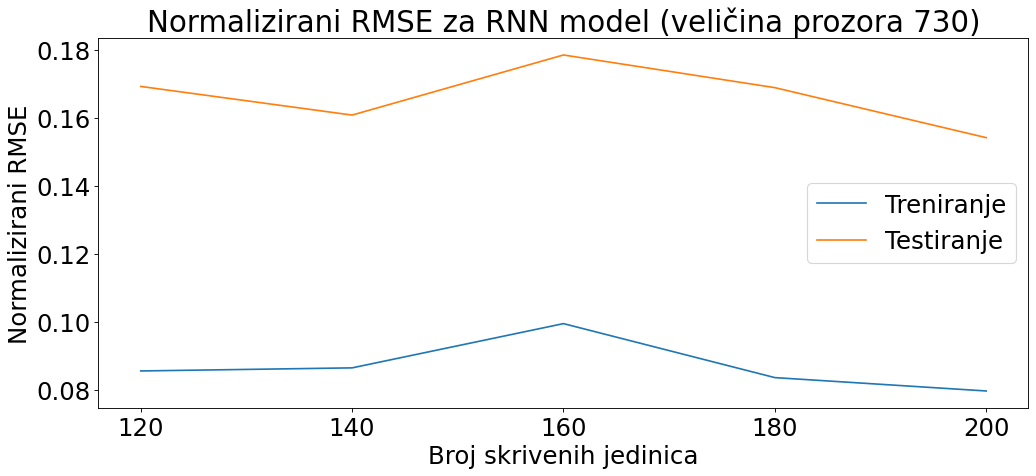 Normalizirani RMSE za RNN model (veličina prozora 730)
Normalizirani RMSE
0.18
0.16
0.14
0.12
0.10
0.08
Treniranje
Testiranje
120 140 160 180 200
Broj skrivenih jedinica